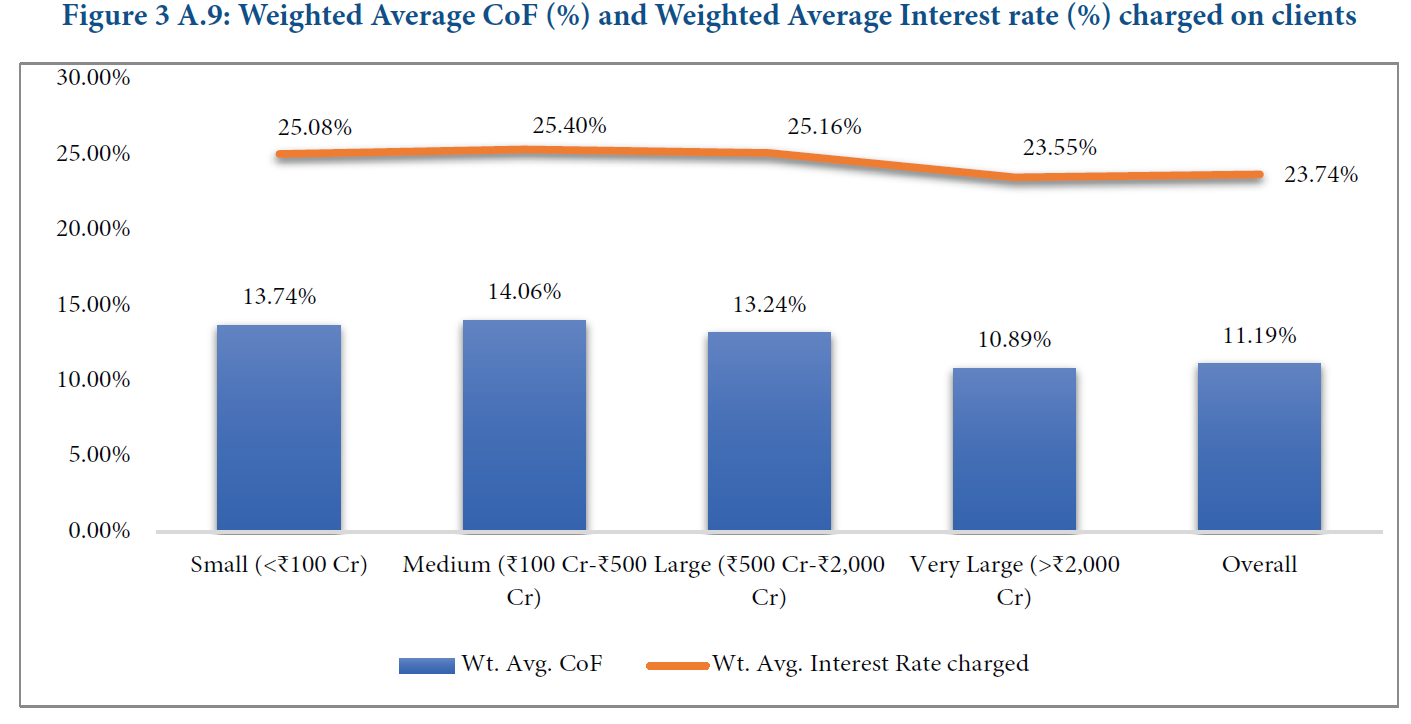 Figure 3 A.9: Weighted Average CoF (%) and Weighted Average Interest rate (%) charged on clients
30.00%
25.00%
20.00%
15.00%
10.00%
5.00%
0.00%
25.08%
25.40%
25.16%
23.55%
23.74%
13.74%
14.06%
13.24%
10.89%
11.19%
Small (<₹100 Cr)
Medium (₹100 Cr-₹500
Cr)
Large (₹500 Cr-₹2,000
Cr)
Very Large (>₹2,000
Cr)
Overall
Wt. Avg. CoF
Wt. Avg. Interest Rate charged